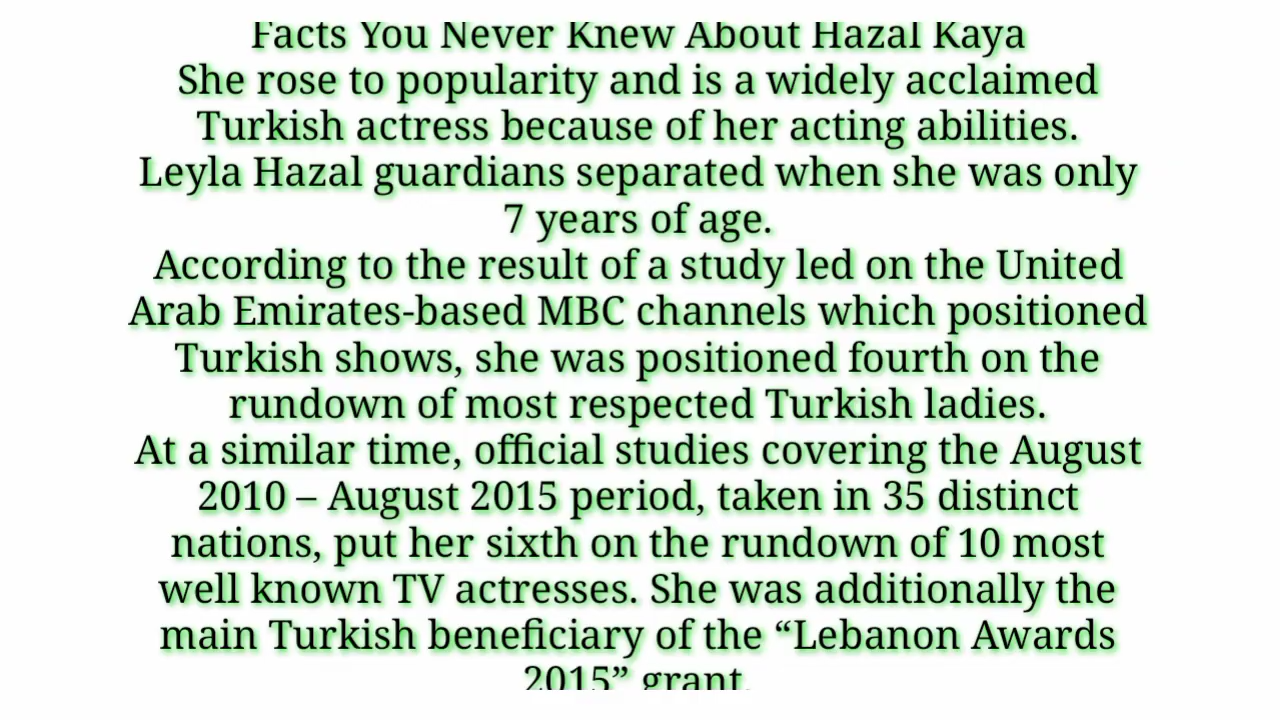 Facts You Never Knew About Hazal Kaya
She rose to popularity and is a widely acclaimed
Turkish actress because of her acting abilities.
Leyla Hazal guardians separated when she was only
7 years of age.
According to the result of a study led on the United
Arab Emirates-based MBC channels which positioned
Turkish shows, she was positioned fourth on the
rundown of most respected Turkish ladies.
At a similar time, official studies covering the August
2010 – August 2015 period, taken in 35 distinct
nations, put her sixth on the rundown of 10 most
well known TV actresses. She was additionally the
main Turkish beneficiary of the “Lebanon Awards
2015” grant.